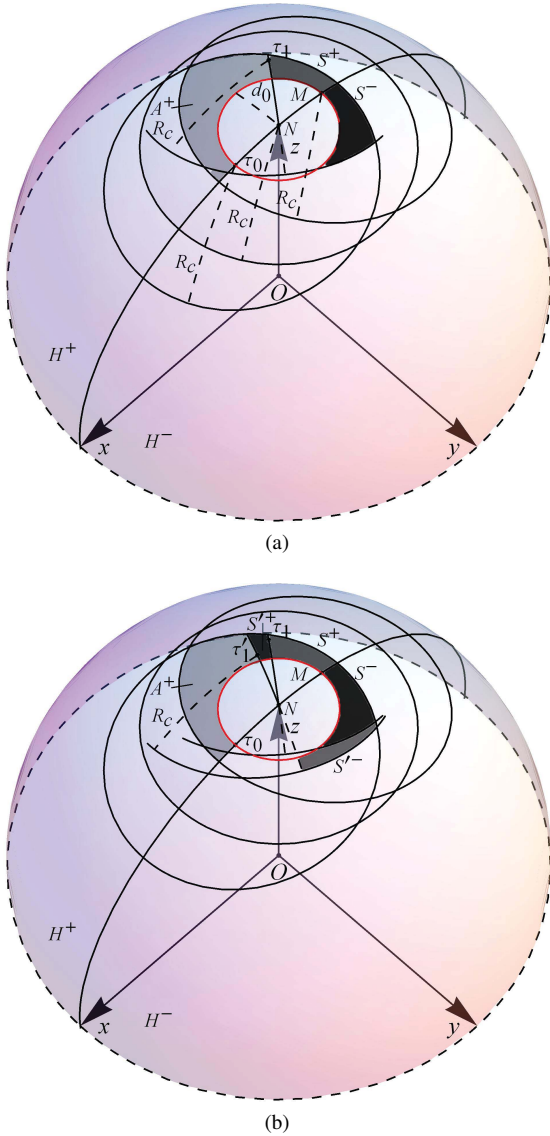 τ1
S+
d0
M
S−
A+
N
Rc
τ0
z
Rc
Rc
Rc
O
H+
x
H−
y
(a)
S′+
τ1
S+
τ′1
M
S−
A+
Rc
N
z
τ0
S′−
O
H+
x
H−
y
(b)